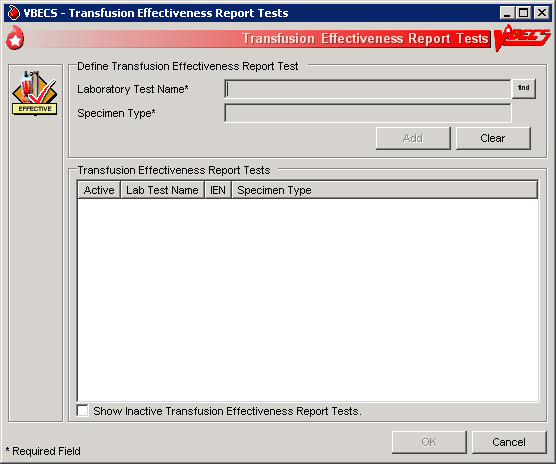 VBECS - Transfusion Effectiveness Report Tests
Transfusion Effectiveness Report Tests VBECS
EFFECTIVE
Define Transfusion Effectiveness Report Test
Laboratory Test Name*
Specimen Type*
Add Clear
Transfusion Effectiveness Report Tests
Active Lab Test Name IEN Specimen Type
Show Inactive Transfusion Effectiveness Report Tests.
OK Cancel
* Required Field